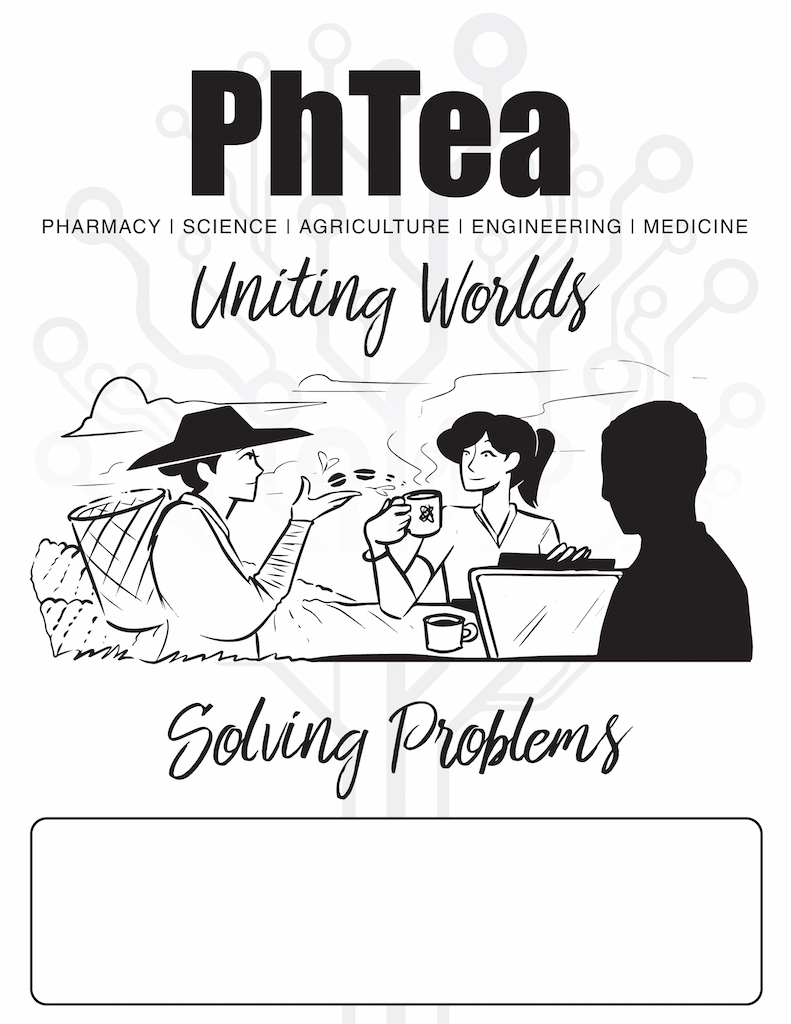 PhTea
PHARMACY | SCIENCE | AGRICULTURE | ENGINEERING | MEDICINE
Uniting Worlds
Solving Problems